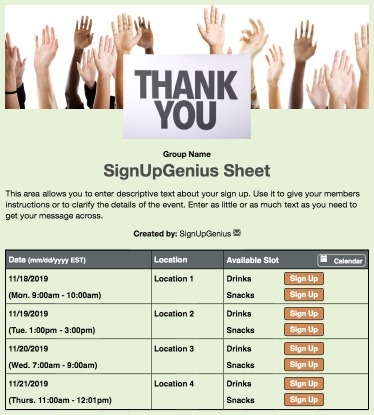 THANK
YOU
Group Name
SignUpGenius Sheet
This area allows you to enter descriptive text about your sign up. Use it to give your members
instructions or to clarify the details of the event. Enter as little or as much text as you need to
get your message across.
Created by: SignUpGenius
Date (mm/dd/yyyy EST) Location Available Slot Calendar
11/18/2019 Location 1 Drinks Sign Up
(Mon. 9:00am - 10:00am) Snacks Sign Up
11/19/2019 Location 2 Drinks Sign Up
(Tue. 1:00pm - 3:00pm) Snacks Sign Up
11/20/2019 Location 3 Drinks Sign Up
(Wed. 7:00am - 9:00am) Snacks Sign Up
11/21/2019 Location 4 Drinks Sign Up
(Thurs. 11:00am - 12:01pm) Snacks Sign Up